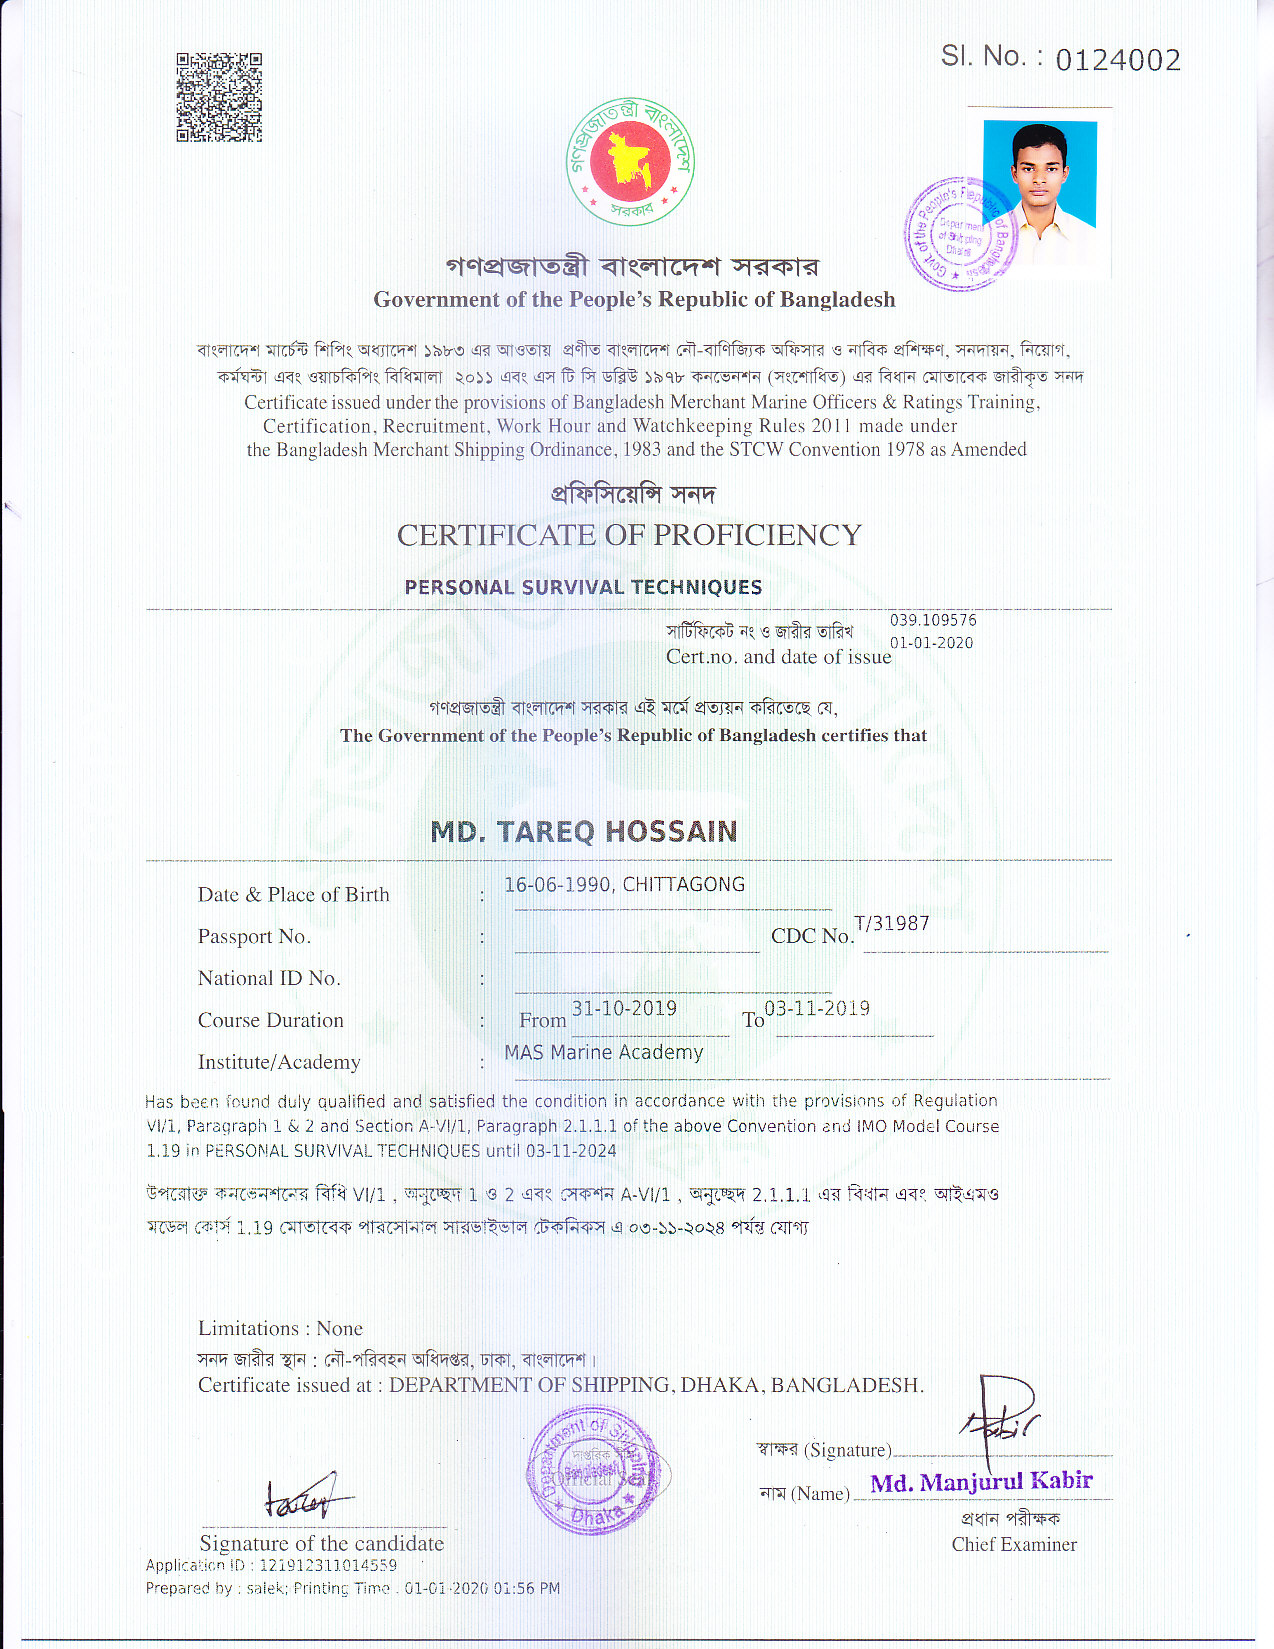 Sl. No. : 0124002
গণপ্রজাতন্ত্রী বাংলাদেশ
সরকার
Govt. of the People's Republic of Bangladesh
Department
of Shipping
Dhaka
গণপ্রজাতন্ত্রী বাংলাদেশ সরকার
Government of the People's Republic of Bangladesh
বাংলাদেশ মার্চেন্ট শিপিং অধ্যাদেশ ১৯৮৩ এর আওতায় প্রণীত বাংলাদেশ নৌ-বাণিজ্যিক অফিসার ও নাবিক প্রশিক্ষণ, সনদায়ন, নিয়োগ,
কর্মঘন্টা এবং ওয়াচকিপিং বিধিমালা ২০১১ এবং এস টি সি ডব্লিউ ১৯৭৮ কনভেনশন (সংশোধিত) এর বিধান মোতাবেক জারীকৃত সনদ
Certificate issued under the provisions of Bangladesh Merchant Marine Officers & Ratings Training,
Certification, Recruitment, Work Hour and Watchkeeping Rules 2011 made under
the Bangladesh Merchant Shipping Ordinance, 1983 and the STCW Convention 1978 as Amended
প্রফিসিয়েন্সি সনদ
CERTIFICATE OF PROFICIENCY
PERSONAL SURVIVAL TECHNIQUES
সার্টিফিকেট নং ও জারীর তারিখ 039.109576
Cert.no. and date of issue 01-01-2020
গণপ্রজাতন্ত্রী বাংলাদেশ সরকার এই মর্মে প্রত্যয়ন করিতেছে যে,
The Government of the People's Republic of Bangladesh certifies that
MD. TAREQ HOSSAIN
Date & Place of Birth : 16-06-1990, CHITTAGONG
Passport No. : CDC No. T/31987
National ID No. :
Course Duration : From 31-10-2019 To 03-11-2019
Institute/Academy : MAS Marine Academy
Has been found duly qualified and satisfied the condition in accordance with the provisions of Regulation
VI/1, Paragraph 1 & 2 and Section A-VI/1, Paragraph 2.1.1.1 of the above Convention and IMO Model Course
1.19 in PERSONAL SURVIVAL TECHNIQUES until 03-11-2024
উপরোক্ত কনভেনশনের বিধি VI/1 , অনুচ্ছেদ 1 ও 2 এবং সেকশন A-VI/1 , অনুচ্ছেদ 2.1.1.1 এর বিধান এবং আইএমও
মডেল কোর্স 1.19 মোতাবেক পারসোনাল সারভাইভাল টেকনিকস এ ০৩-১১-২০২৪ পর্যন্ত যোগ্য
Limitations : None
সনদ জারীর স্থান : নৌ-পরিবহন অধিদপ্তর, ঢাকা, বাংলাদেশ।
Certificate issued at : DEPARTMENT OF SHIPPING, DHAKA, BANGLADESH.
Department of Shipping
দাপ্তরিক
Bangladesh
Official
Dhaka
স্বাক্ষর (Signature)
নাম (Name) Md. Manjurul Kabir
প্রধান পরীক্ষক
Chief Examiner
Signature of the candidate
Application ID : 121912311014559
Prepared by : salek; Printing Time : 01-01-2020 01:56 PM